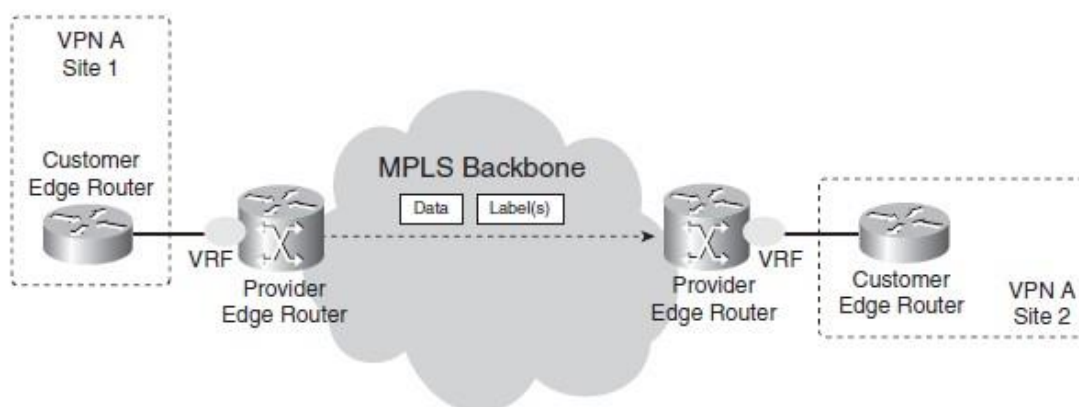 VPN A
Site 1
Customer
Edge Router
VRF
Provider
Edge Router
MPLS Backbone
Data
Label(s)
Provider
Edge Router
VRF
Customer
Edge Router
VPN A
Site 2